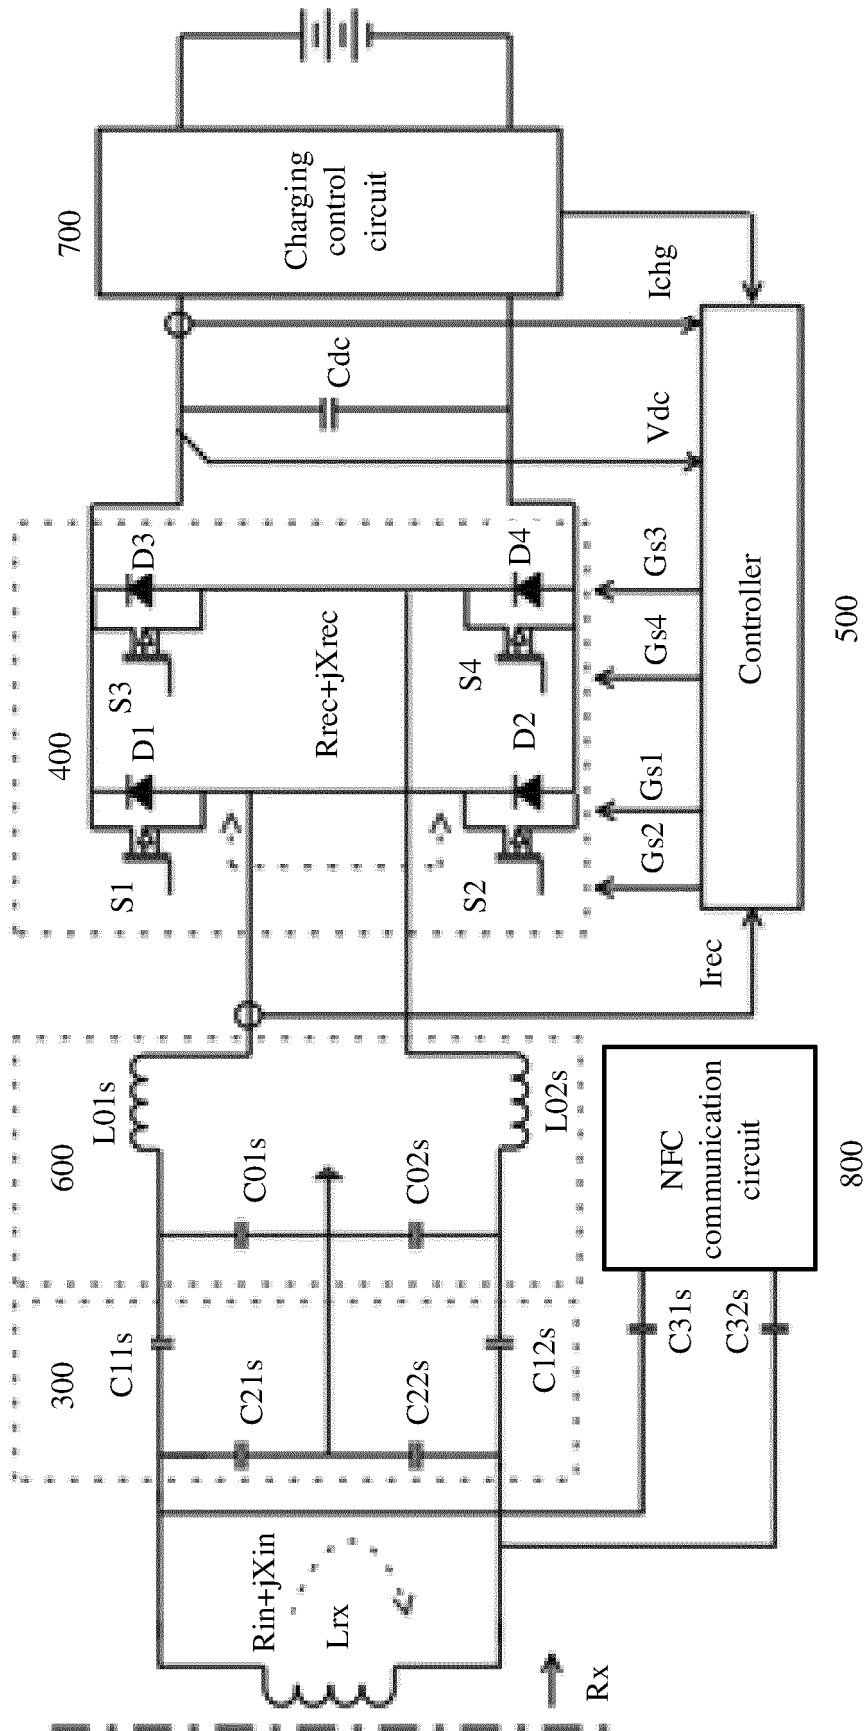 Rx
Lrx
Rin+jXin
300
C11s
C21s
C22s
C12s
600
L01s
C01s
C02s
L02s
C31s
C32s
NFC
communication
circuit
800
400
S1
D1
S3
D3
Rrec+jXrec
S2
D2
S4
D4
Irec
Gs2
Gs1
Gs4
Gs3
Vdc
Ichg
Controller
500
Cdc
700
Charging
control
circuit